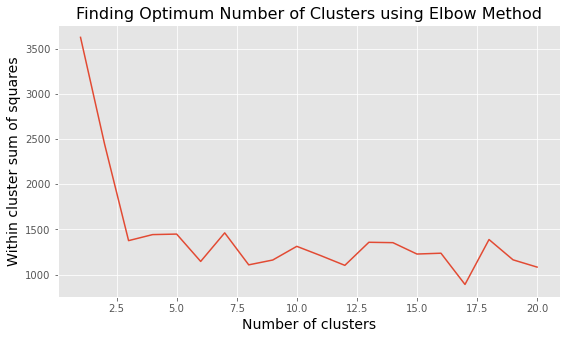 Finding Optimum Number of Clusters using Elbow Method
Within cluster sum of squares
3500
3000
2500
2000
1500
1000
2.5 5.0 7.5 10.0 12.5 15.0 17.5 20.0
Number of clusters